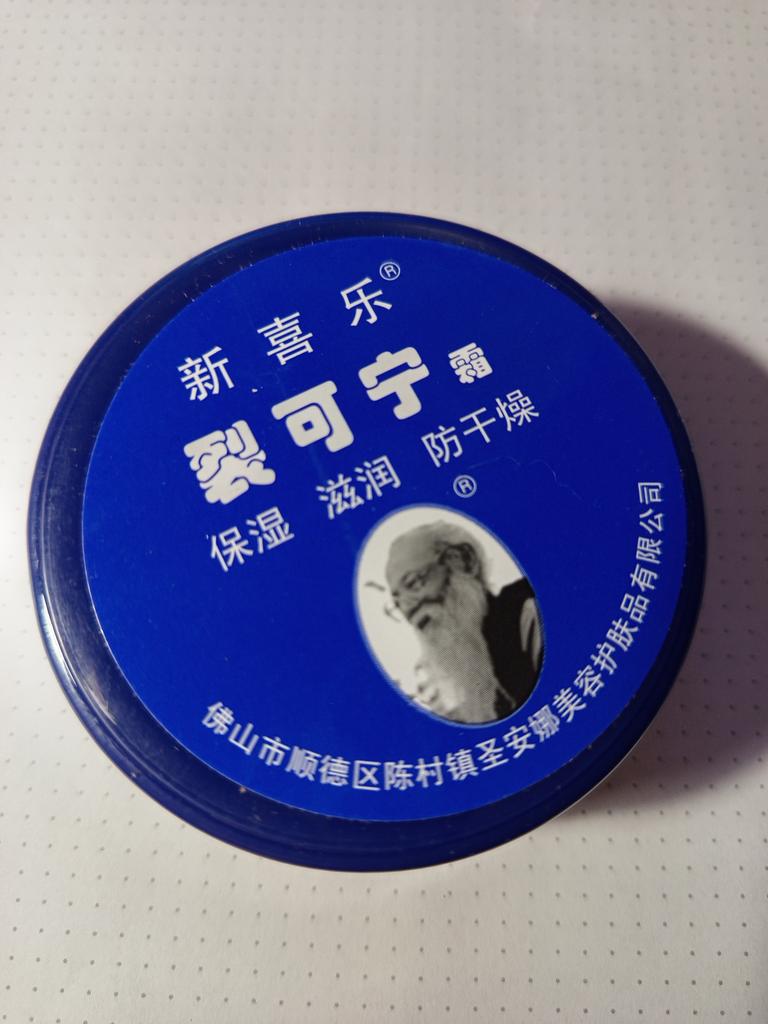 新喜乐®
裂可宁霜
保湿 滋润 防干燥
®
佛山市顺德区陈村镇圣安娜美容护肤品有限公司